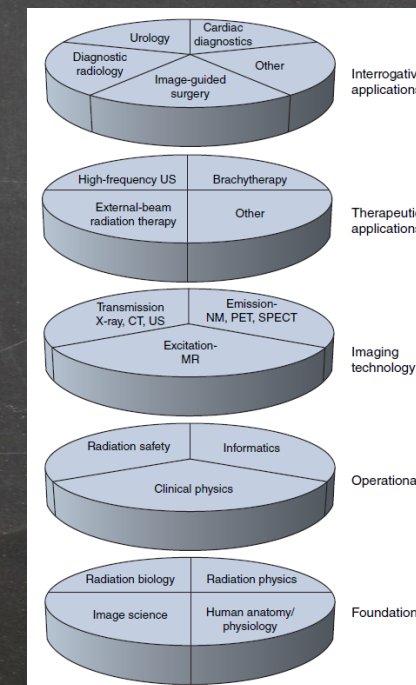 Urology
Cardiac
diagnostics
Diagnostic
radiology
Other
Image-guided
surgery
Interrogativ
applications
High-frequency US
Brachytherapy
External-beam
radiation therapy
Other
Therapeuti
applications
Transmission
X-ray, CT, US
Emission-
NM, PET, SPECT
Excitation-
MR
Imaging
technology
Radiation safety
Informatics
Clinical physics
Operationa
Radiation biology
Radiation physics
Image science
Human anatomy/
physiology
Foundation